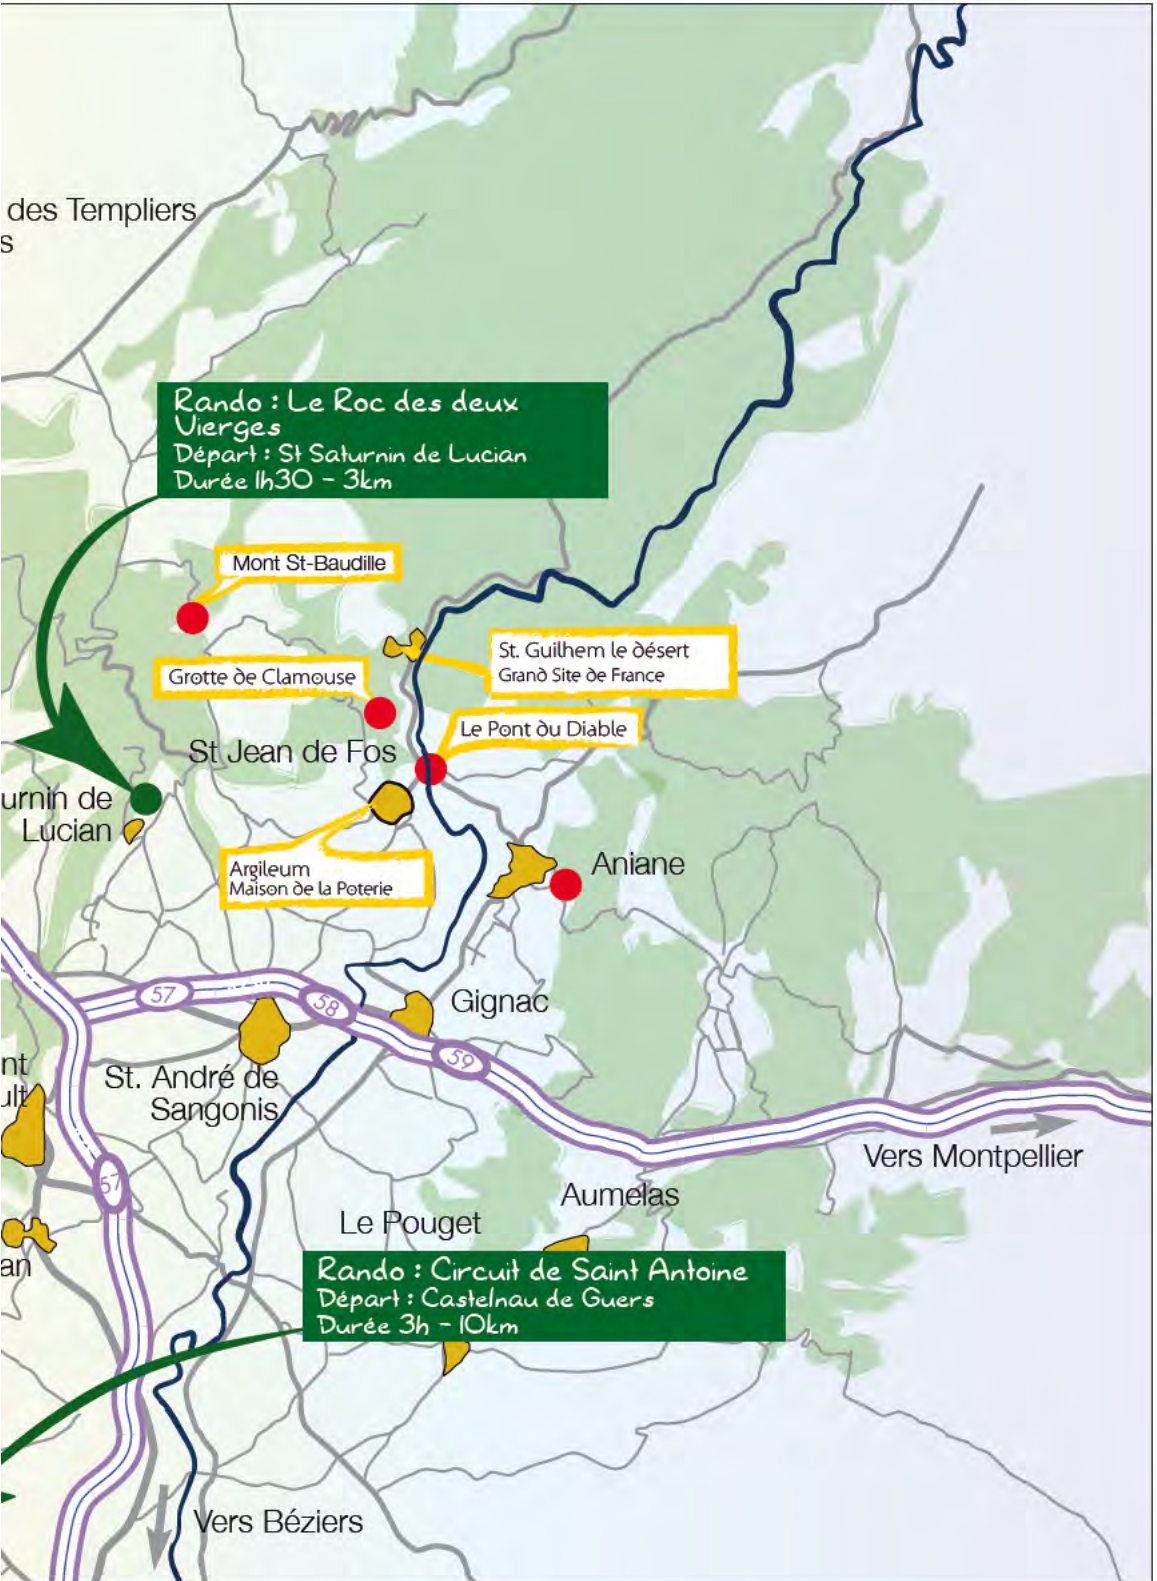 des Templiers
s
Rando : Le Roc des deux
Vierges
Départ : St Saturnin de Lucian
Durée 1h30 - 3km
Mont St-Baudille
St. Guilhem le désert
Grand Site de France
Grotte de Clamouse
Le Pont du Diable
St Jean de Fos
urnin de
Lucian
Argileum
Maison de la Poterie
Aniane
57
58
Gignac
59
nt
ult
St. André de
Sangonis
57
Vers Montpellier
Aumelas
Le Pouget
an
Rando : Circuit de Saint Antoine
Départ : Castelnau de Guers
Durée 3h - 10km
Vers Béziers